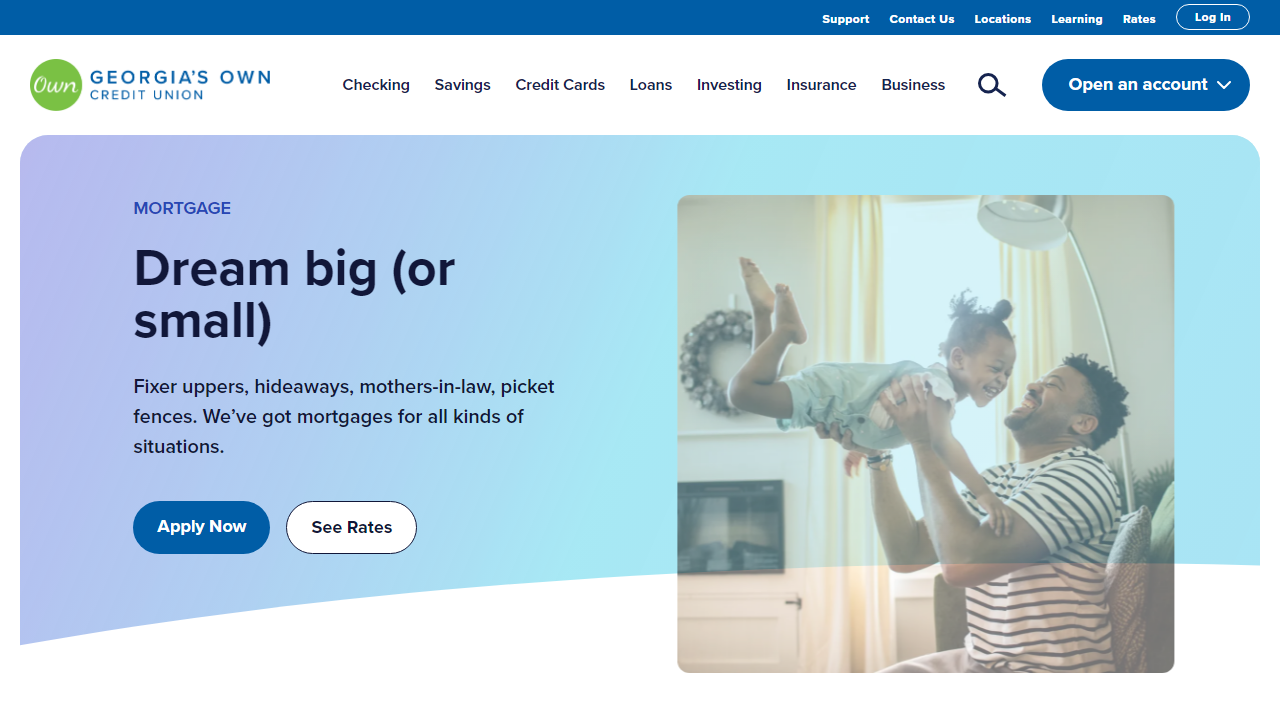 Support Contact Us Locations Learning Rates Log In
Own GEORGIA'S OWN
CREDIT UNION
Checking Savings Credit Cards Loans Investing Insurance Business Open an account
MORTGAGE
Dream big (or
small)
Fixer uppers, hideaways, mothers-in-law, picket
fences. We’ve got mortgages for all kinds of
situations.
Apply Now See Rates